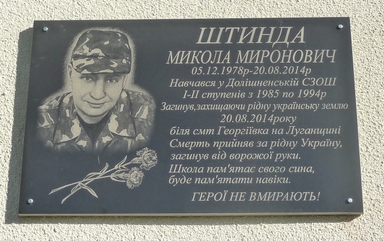 ШТИНДА
МИКОЛА МИРОНОВИЧ
05.12.1978р-20.08.2014р
Навчався у Долішненській СЗОШ
І-ІІ ступенів з 1985 по 1994р
Загинув,захищаючи рідну українську землю
20.08.2014року
біля смт Георгіївка на Луганщині
Смерть прийняв за рідну Україну,
загинув від ворожої руки.
Школа пам'ятає свого сина,
буде пам'ятати навіки.
ГЕРОЇ НЕ ВМИРАЮТЬ!